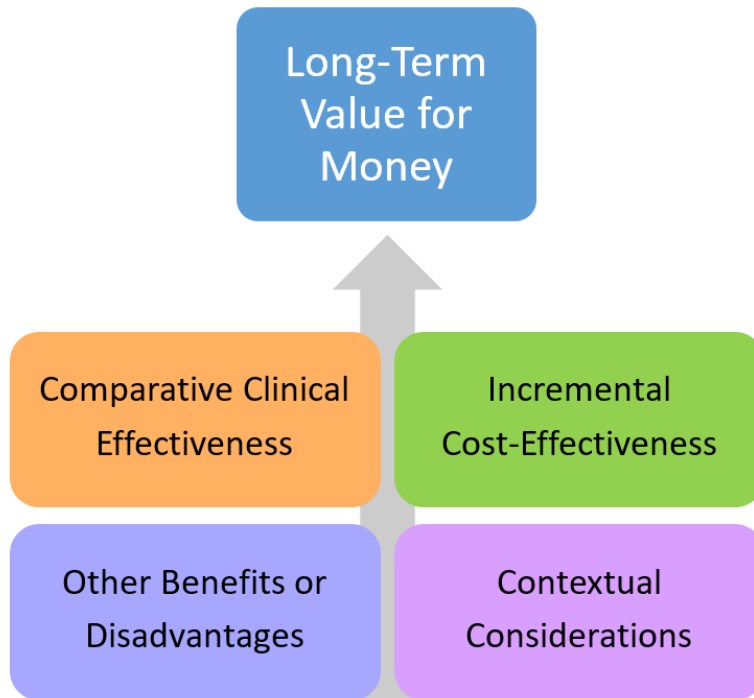 Long-Term
Value for
Money
Comparative Clinical
Effectiveness
Incremental
Cost-Effectiveness
Other Benefits or
Disadvantages
Contextual
Considerations